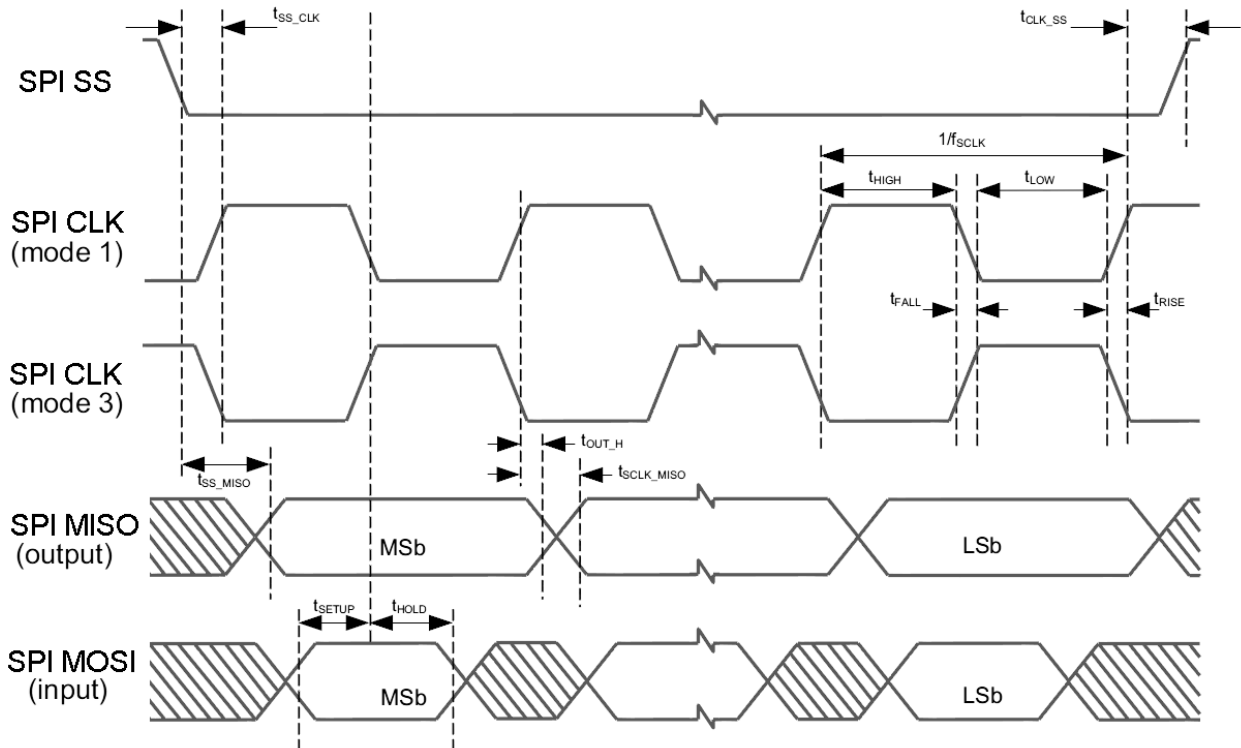 tSS_CLK
tCLK_SS
SPI SS
1/fSCLK
tHIGH
tLOW
SPI CLK
(mode 1)
tFALL
tRISE
SPI CLK
(mode 3)
tOUT_H
tSS_MISO
tSCLK_MISO
SPI MISO
(output)
MSb
LSb
tSETUP
tHOLD
SPI MOSI
(input)
MSb
LSb